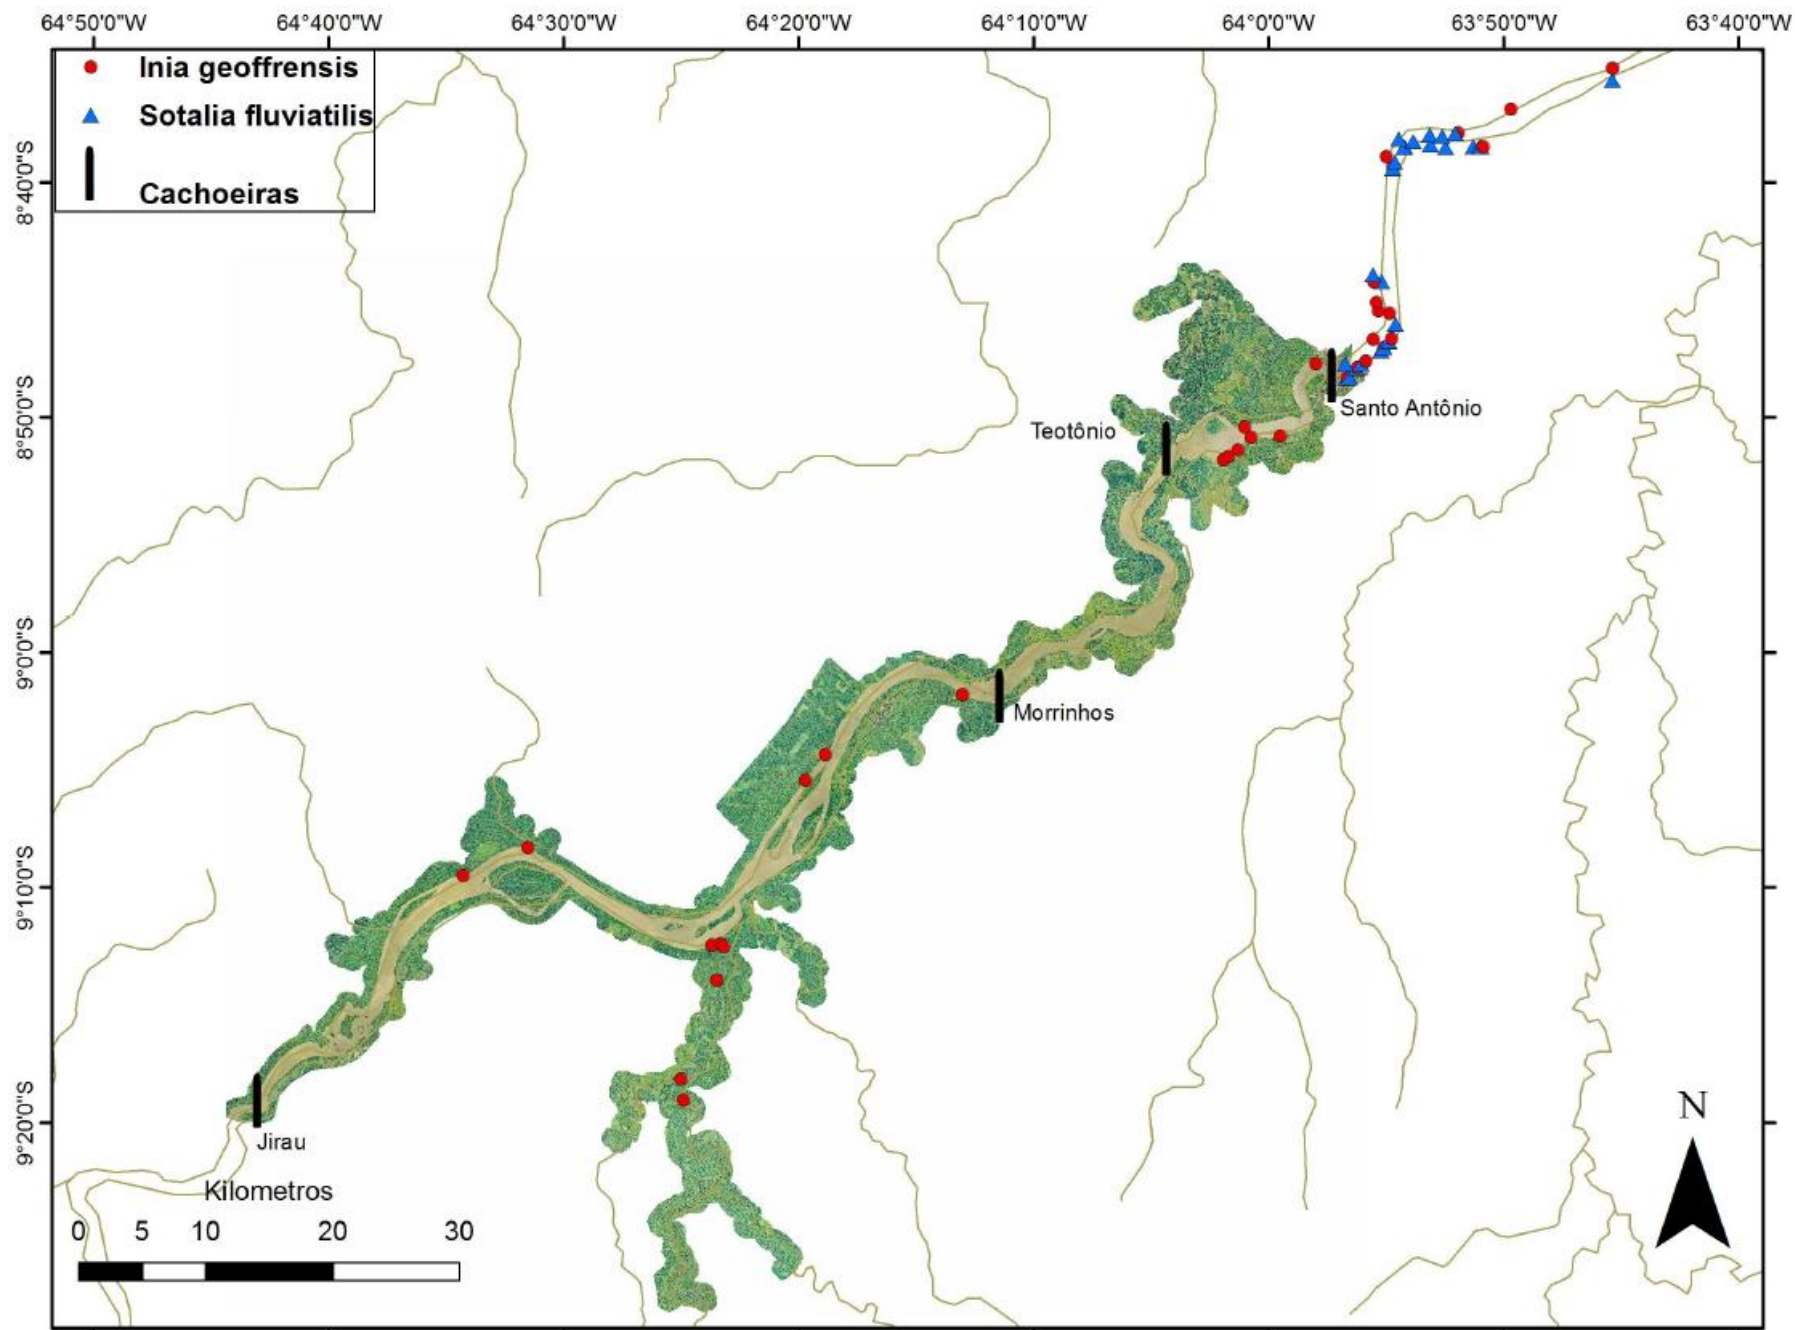 64°50'0"W 64°40'0"W 64°30'0"W 64°20'0"W 64°10'0"W 64°0'0"W 63°50'0"W 63°40'0"W
Inia geoffrensis
Sotalia fluviatilis
Cachoeiras
8°40'0"S
8°50'0"S
9°0'0"S
9°10'0"S
9°20'0"S
Santo Antônio
Teotônio
Morrinhos
Jirau
N
Kilometros
0 5 10 20 30